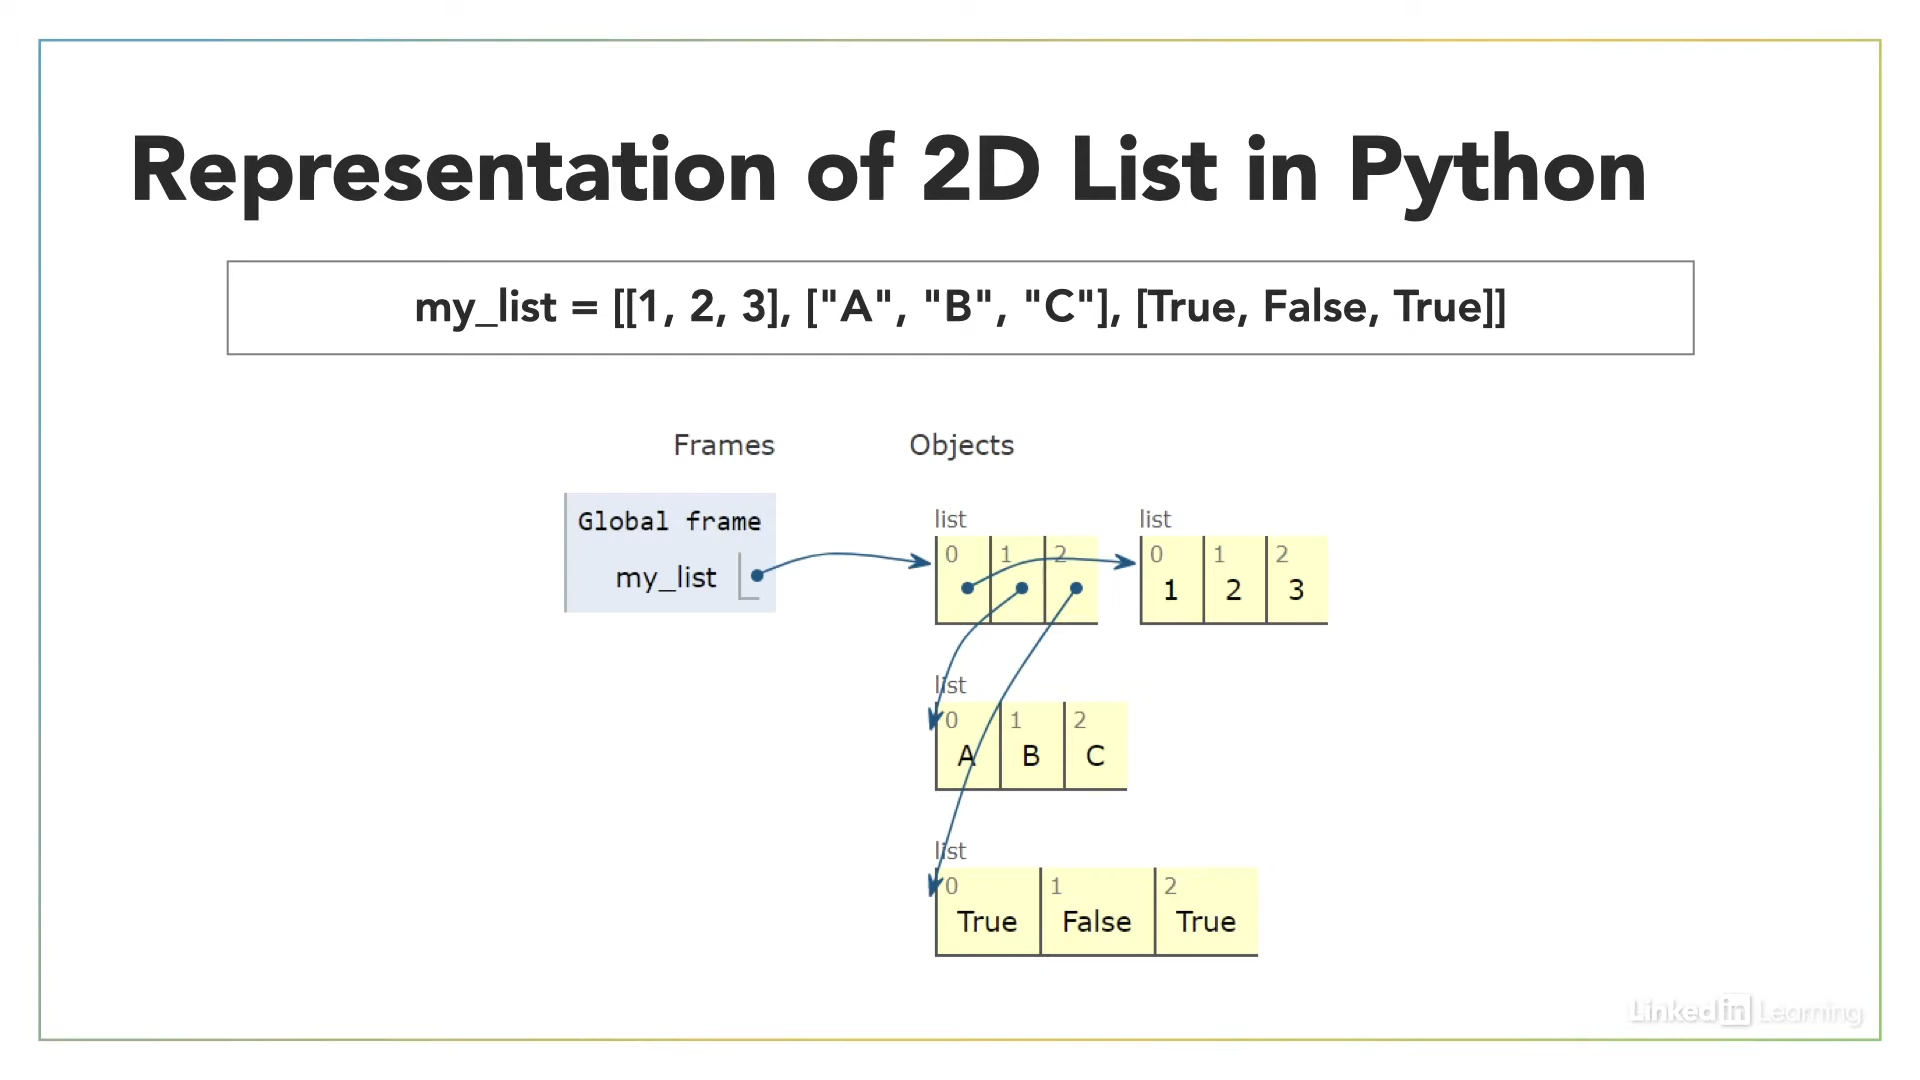 Representation of 2D List in Python
my_list = [[1, 2, 3], ["A", "B", "C"], [True, False, True]]
Frames Objects
Global frame
my_list
list list
0 1 2 0 1 2
1 2 3
list
0 1 2
A B C
list
0 1 2
True False True
Linked in Learning